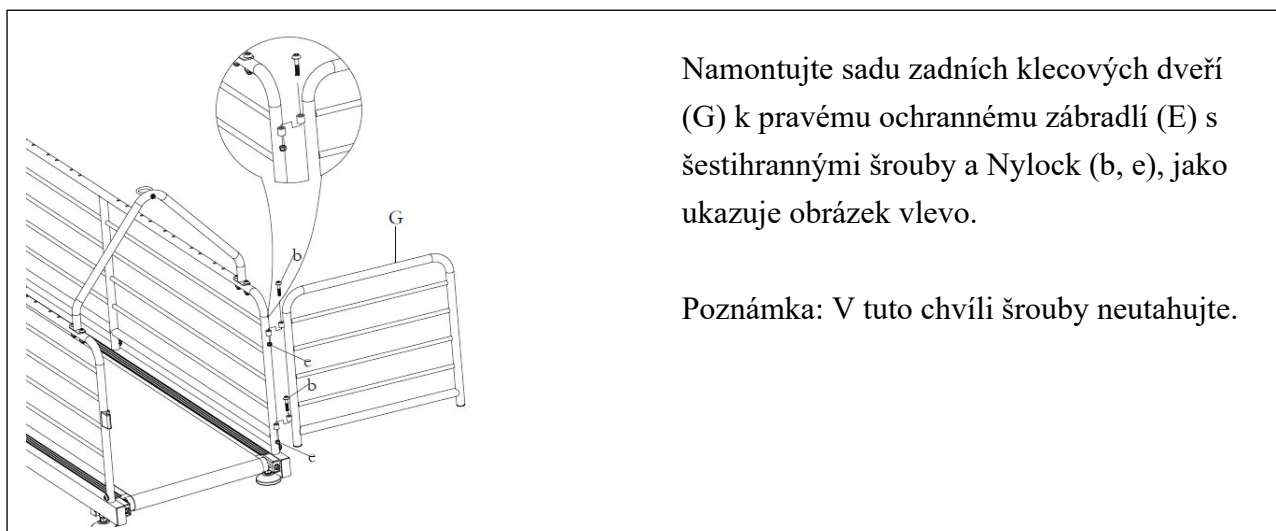 Namontujte sadu zadních klecových dveří
(G) k pravému ochrannému zábradlí (E) s
šestihrannými šrouby a Nylock (b, e), jako
ukazuje obrázek vlevo.
Poznámka: V tuto chvíli šrouby neutahujte.
G
b
e
b
e